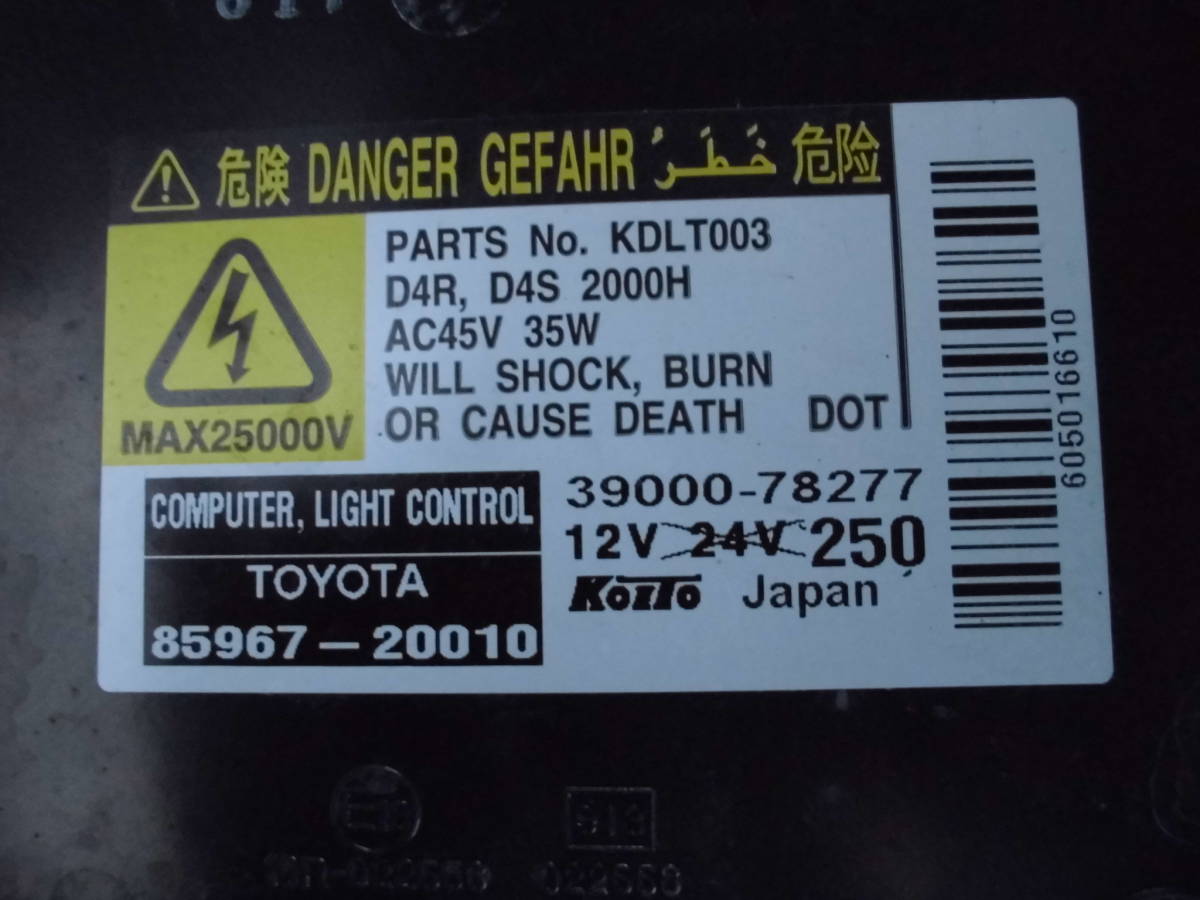 危険 DANGER GEFAHR خَطَرُ 危险
PARTS No. KDLT003
D4R, D4S 2000H
AC45V 35W
WILL SHOCK, BURN
OR CAUSE DEATH DOT
MAX25000V
COMPUTER, LIGHT CONTROL
TOYOTA
85967-20010
39000-78277
12V 24V 250
KOITO Japan
605016610
022668